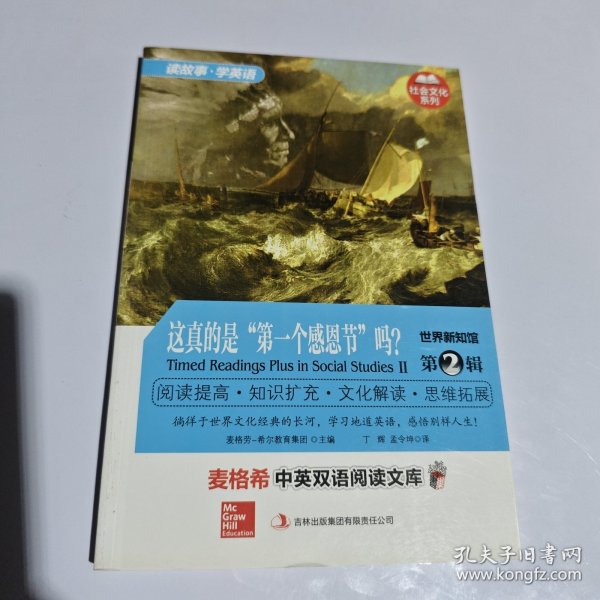 读故事·学英语
社会文化
系列
这真的是“第一个感恩节”吗?
世界新知馆
Timed Readings Plus in Social Studies II
第2辑
阅读提高·知识扩充·文化解读·思维拓展
徜徉于世界文化经典的长河，学习地道英语，感悟别样人生！
麦格劳-希尔教育集团 ◎ 主编 丁 辉 孟令坤 ◎ 译
麦格希 中英双语阅读文库
Mc
Graw
Hill
Education
吉林出版集团有限责任公司
孔夫子旧书网
www.kongfz.com